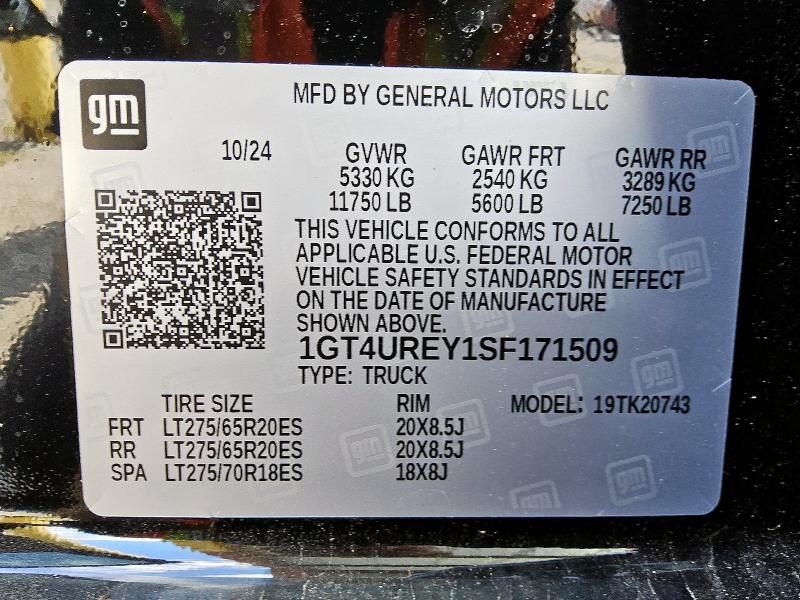 gm
MFD BY GENERAL MOTORS LLC
10/24 GVWR GAWR FRT GAWR RR
5330 KG 2540 KG 3289 KG
11750 LB 5600 LB 7250 LB
THIS VEHICLE CONFORMS TO ALL
APPLICABLE U.S. FEDERAL MOTOR
VEHICLE SAFETY STANDARDS IN EFFECT
ON THE DATE OF MANUFACTURE
SHOWN ABOVE.
1GT4UREY1SF171509
TYPE: TRUCK
TIRE SIZE RIM MODEL: 19TK20743
FRT LT275/65R20ES 20X8.5J
RR LT275/65R20ES 20X8.5J
SPA LT275/70R18ES 18X8J